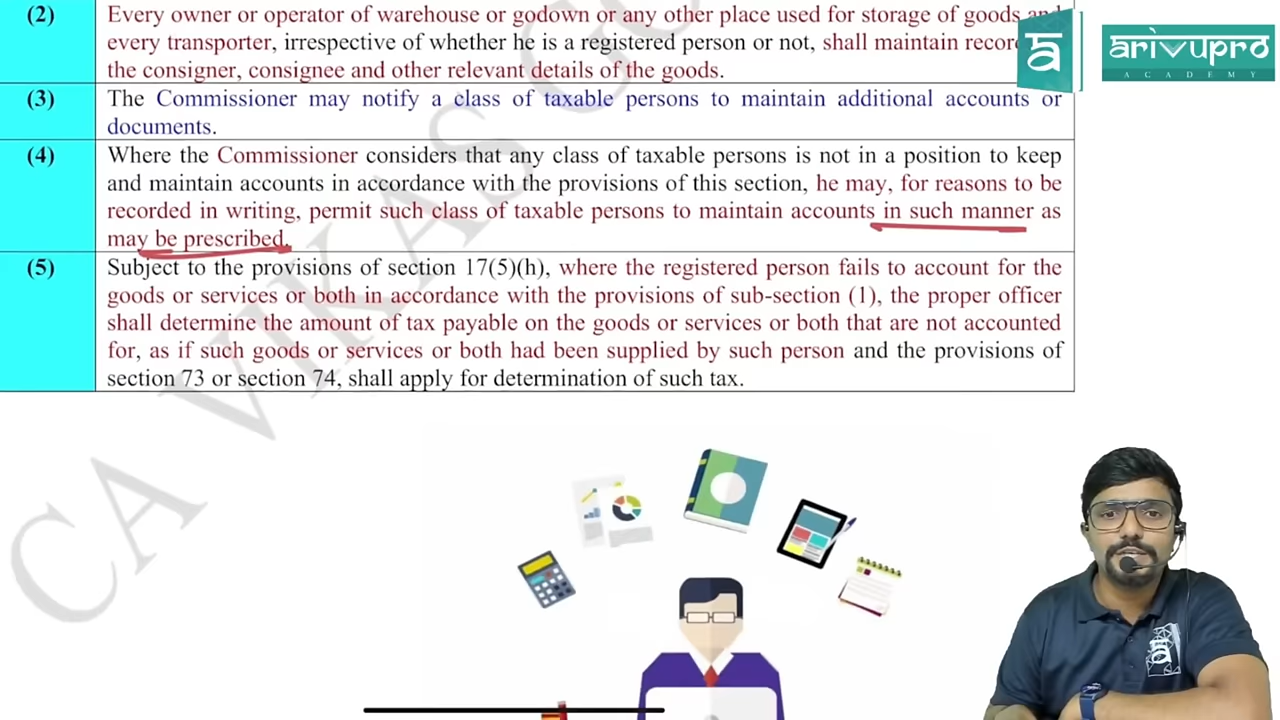 (2)
Every owner or operator of warehouse or godown or any other place used for storage of goods and
every transporter, irrespective of whether he is a registered person or not, shall maintain
the consigner, consignee and other relevant details of the goods.
(3)
The Commissioner may notify a class of taxable persons to maintain additional accounts or
documents.
(4)
Where the Commissioner considers that any class of taxable persons is not in a position to keep
and maintain accounts in accordance with the provisions of this section, he may, for reasons to be
recorded in writing, permit such class of taxable persons to maintain accounts in such manner as
may be prescribed.
(5)
Subject to the provisions of section 17(5)(h), where the registered person fails to account for the
goods or services or both in accordance with the provisions of sub-section (1), the proper officer
shall determine the amount of tax payable on the goods or services or both that are not accounted
for, as if such goods or services or both had been supplied by such person and the provisions of
section 73 or section 74, shall apply for determination of such tax.
arivupro
ACADEMY
CA VIKAS GO